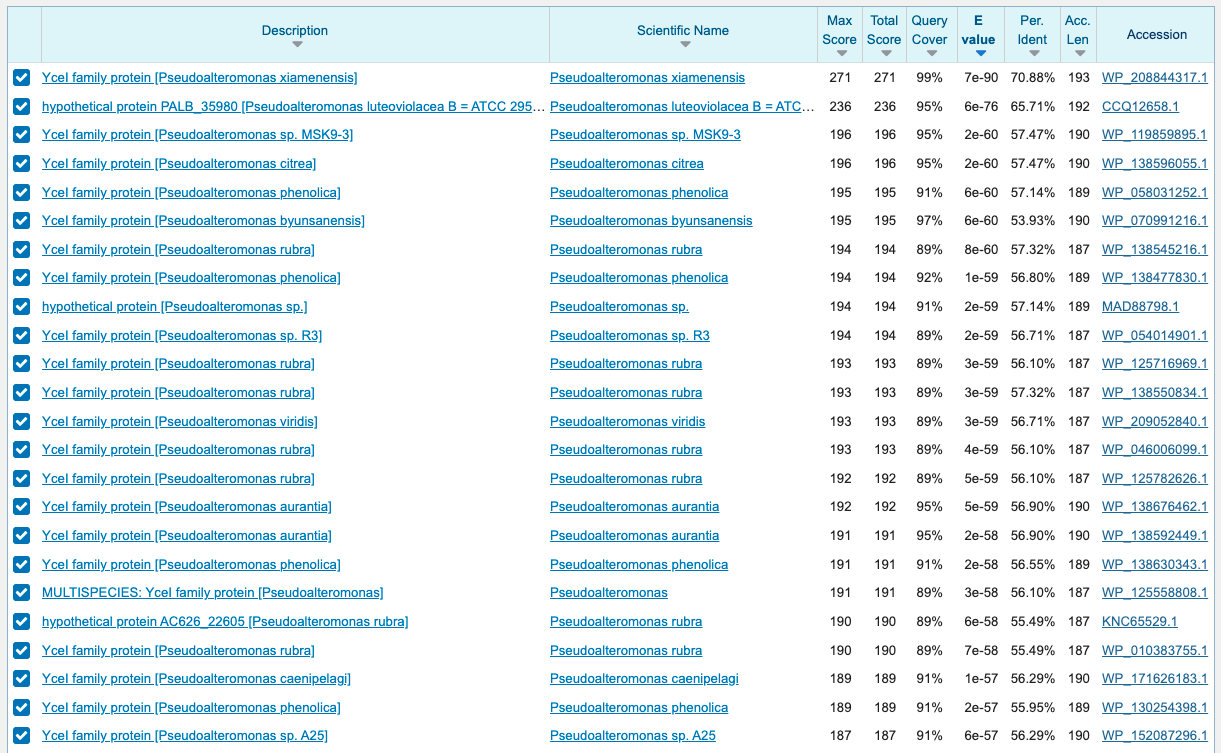 Description Scientific Name Max Score Total Score Query Cover E value Per. Ident Acc. Len Accession
YceI family protein [Pseudoalteromonas xiamenensis] Pseudoalteromonas xiamenensis 271 271 99% 7e-90 70.88% 193 WP_208844317.1
hypothetical protein PALB_35980 [Pseudoalteromonas luteoviolacea B = ATCC 295... Pseudoalteromonas luteoviolacea B = ATC... 236 236 95% 6e-76 65.71% 192 CCQ12658.1
YceI family protein [Pseudoalteromonas sp. MSK9-3] Pseudoalteromonas sp. MSK9-3 196 196 95% 2e-60 57.47% 190 WP_119859895.1
YceI family protein [Pseudoalteromonas citrea] Pseudoalteromonas citrea 196 196 95% 2e-60 57.47% 190 WP_138596055.1
YceI family protein [Pseudoalteromonas phenolica] Pseudoalteromonas phenolica 195 195 91% 6e-60 57.14% 189 WP_058031252.1
YceI family protein [Pseudoalteromonas byunsanensis] Pseudoalteromonas byunsanensis 195 195 97% 6e-60 53.93% 190 WP_070991216.1
YceI family protein [Pseudoalteromonas rubra] Pseudoalteromonas rubra 194 194 89% 8e-60 57.32% 187 WP_138545216.1
YceI family protein [Pseudoalteromonas phenolica] Pseudoalteromonas phenolica 194 194 92% 1e-59 56.80% 189 WP_138477830.1
hypothetical protein [Pseudoalteromonas sp.] Pseudoalteromonas sp. 194 194 91% 2e-59 57.14% 189 MAD88798.1
YceI family protein [Pseudoalteromonas sp. R3] Pseudoalteromonas sp. R3 194 194 89% 2e-59 56.71% 187 WP_054014901.1
YceI family protein [Pseudoalteromonas rubra] Pseudoalteromonas rubra 193 193 89% 3e-59 56.10% 187 WP_125716969.1
YceI family protein [Pseudoalteromonas rubra] Pseudoalteromonas rubra 193 193 89% 3e-59 57.32% 187 WP_138550834.1
YceI family protein [Pseudoalteromonas viridis] Pseudoalteromonas viridis 193 193 89% 3e-59 56.71% 187 WP_209052840.1
YceI family protein [Pseudoalteromonas rubra] Pseudoalteromonas rubra 193 193 89% 4e-59 56.10% 187 WP_046006099.1
YceI family protein [Pseudoalteromonas rubra] Pseudoalteromonas rubra 192 192 89% 5e-59 56.10% 187 WP_125782626.1
YceI family protein [Pseudoalteromonas aurantia] Pseudoalteromonas aurantia 192 192 95% 5e-59 56.90% 190 WP_138676462.1
YceI family protein [Pseudoalteromonas aurantia] Pseudoalteromonas aurantia 191 191 95% 2e-58 56.90% 190 WP_138592449.1
YceI family protein [Pseudoalteromonas phenolica] Pseudoalteromonas phenolica 191 191 91% 2e-58 56.55% 189 WP_138630343.1
MULTISPECIES: YceI family protein [Pseudoalteromonas] Pseudoalteromonas 191 191 89% 3e-58 56.10% 187 WP_125558808.1
hypothetical protein AC626_22605 [Pseudoalteromonas rubra] Pseudoalteromonas rubra 190 190 89% 6e-58 55.49% 187 KNC65529.1
YceI family protein [Pseudoalteromonas rubra] Pseudoalteromonas rubra 190 190 89% 7e-58 55.49% 187 WP_010383755.1
YceI family protein [Pseudoalteromonas caenipelagi] Pseudoalteromonas caenipelagi 189 189 91% 1e-57 56.29% 190 WP_171626183.1
YceI family protein [Pseudoalteromonas phenolica] Pseudoalteromonas phenolica 189 189 91% 2e-57 55.95% 189 WP_130254398.1
YceI family protein [Pseudoalteromonas sp. A25] Pseudoalteromonas sp. A25 187 187 91% 6e-57 56.29% 190 WP_152087296.1